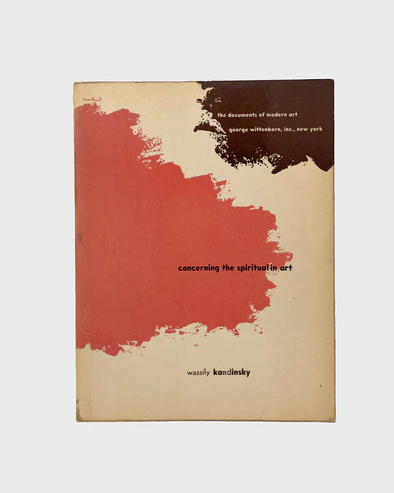 the documents of modern art
george wittenborn, inc., new york
concerning the spiritual in art
wassily kandinsky